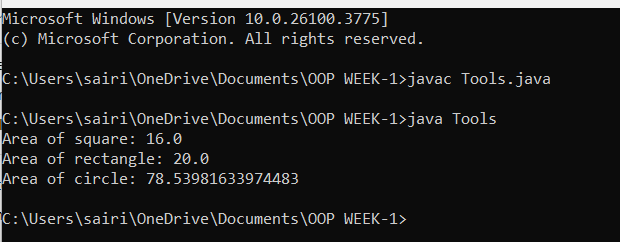 Microsoft Windows [Version 10.0.26100.3775]
(c) Microsoft Corporation. All rights reserved.
C:\Users\sairi\OneDrive\Documents\OOP WEEK-1>javac Tools.java
C:\Users\sairi\OneDrive\Documents\OOP WEEK-1>java Tools
Area of square: 16.0
Area of rectangle: 20.0
Area of circle: 78.53981633974483
C:\Users\sairi\OneDrive\Documents\OOP WEEK-1>